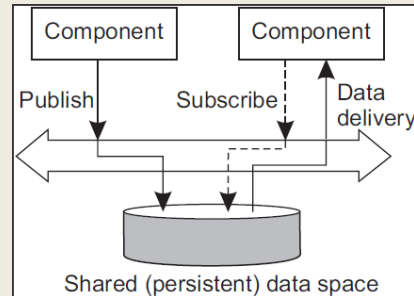 Component
Component
Publish
Subscribe
Data
delivery
Shared (persistent) data space